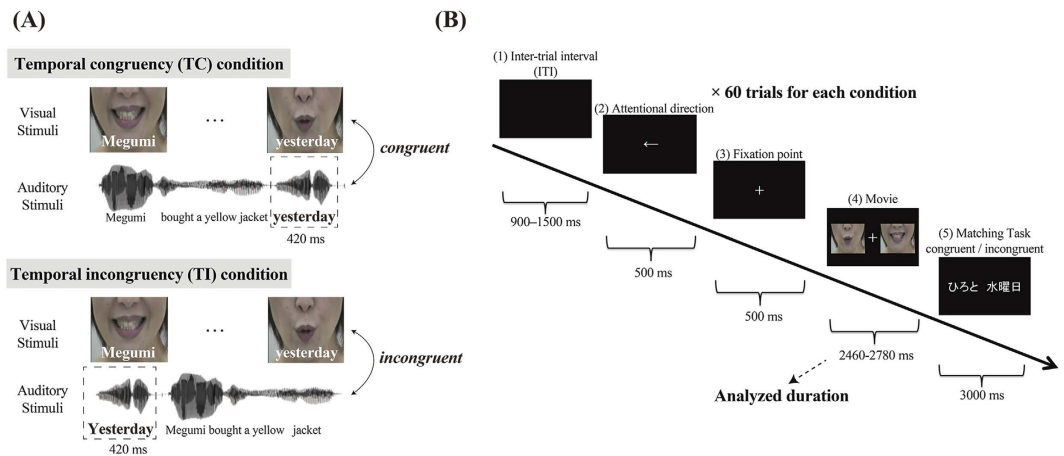 (A)
Temporal congruency (TC) condition
Visual
Stimuli
Megumi
...
yesterday
congruent
Auditory
Stimuli
Megumi
bought a yellow jacket
yesterday
420 ms
Temporal incongruency (TI) condition
Visual
Stimuli
Megumi
...
yesterday
incongruent
Auditory
Stimuli
Yesterday
Megumi bought a yellow jacket
420 ms
(B)
(1) Inter-trial interval
(ITI)
× 60 trials for each condition
(2) Attentional direction
←
(3) Fixation point
+
(4) Movie
+
(5) Matching Task
congruent / incongruent
ひろと 水曜日
900–1500 ms
500 ms
500 ms
2460-2780 ms
Analyzed duration
3000 ms